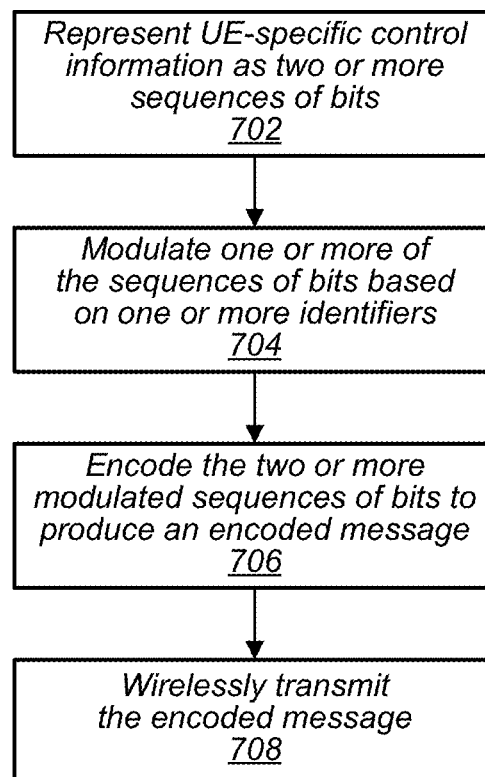 Represent UE-specific control
information as two or more
sequences of bits
702
Modulate one or more of
the sequences of bits based
on one or more identifiers
704
Encode the two or more
modulated sequences of bits to
produce an encoded message
706
Wirelessly transmit
the encoded message
708